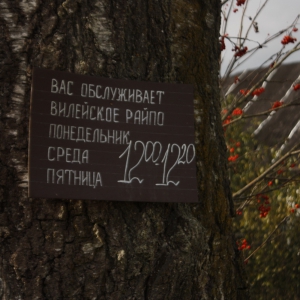 ВАС ОБСЛУЖИВАЕТ
ВИЛЕЙСКОЕ РАЙПО
ПОНЕДЕЛЬНИК
СРЕДА 12⁰⁰ 12²⁰
ПЯТНИЦА